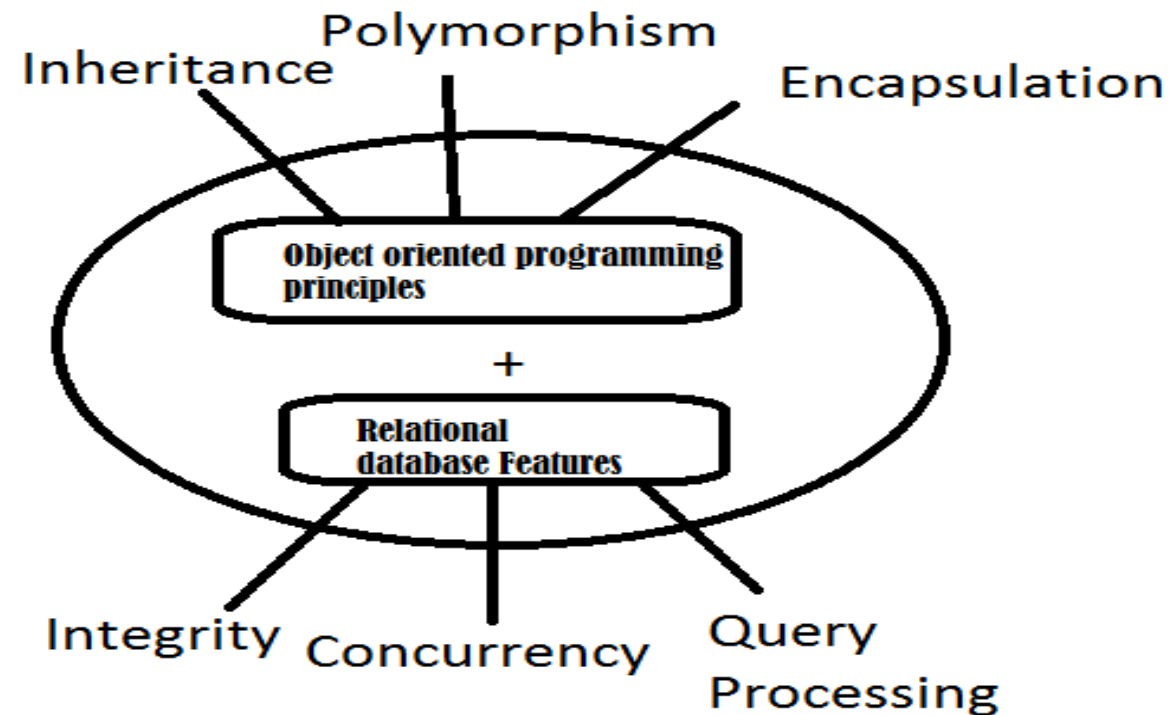 Polymorphism
Inheritance
Encapsulation
Object oriented programming
principles
+
Relational
database Features
Integrity
Concurrency
Query
Processing